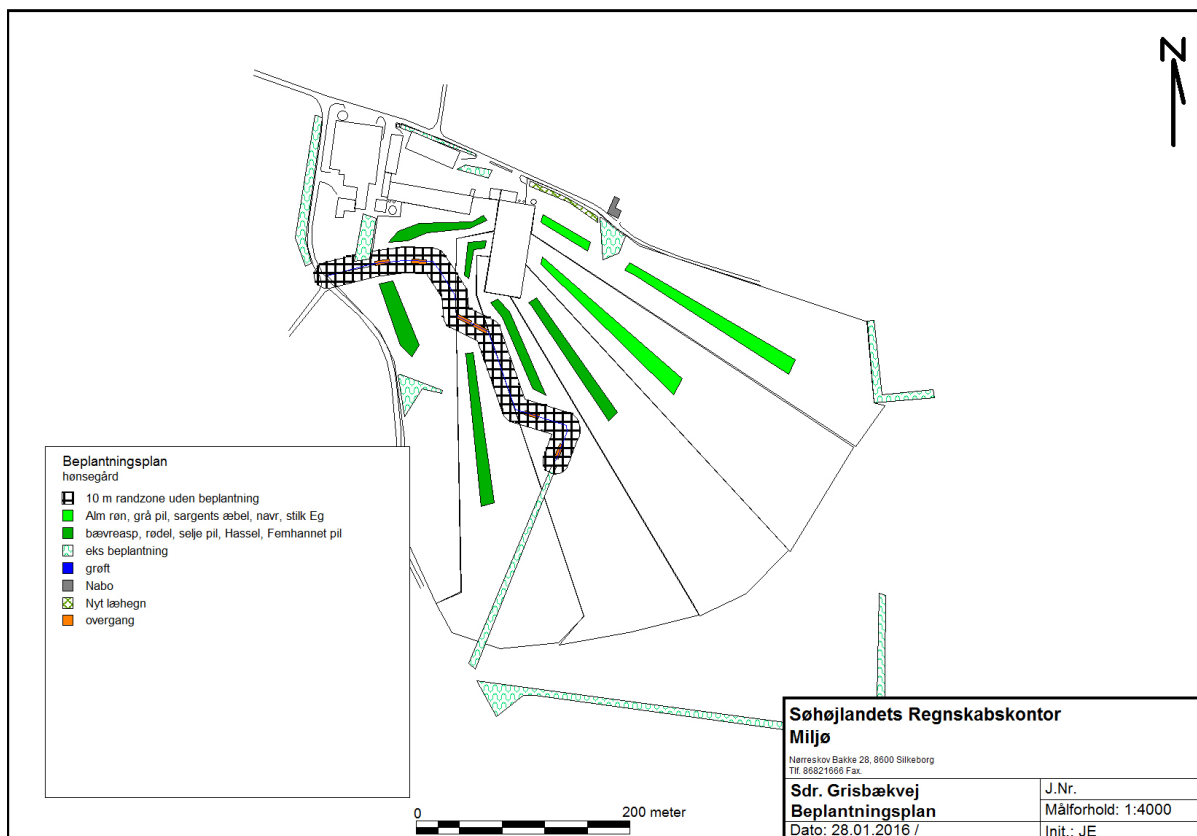 N
Beplantningsplan
hønsegård
10 m randzone uden beplantning
Alm røn, grå pil, sargents æbel, navr, stilk Eg
bævreasp, rødel, selje pil, Hassel, Femhannet pil
eks beplantning
grøft
Nabo
Nyt læhegn
overgang
0 200 meter
Søhøjlandets Regnskabskontor
Miljø
Nørreskov Bakke 28, 8600 Silkeborg
Tlf. 86821666 Fax.
Sdr. Grisbækvej
Beplantningsplan
J.Nr.
Målforhold: 1:4000
Dato: 28.01.2016 /
Init.: JE